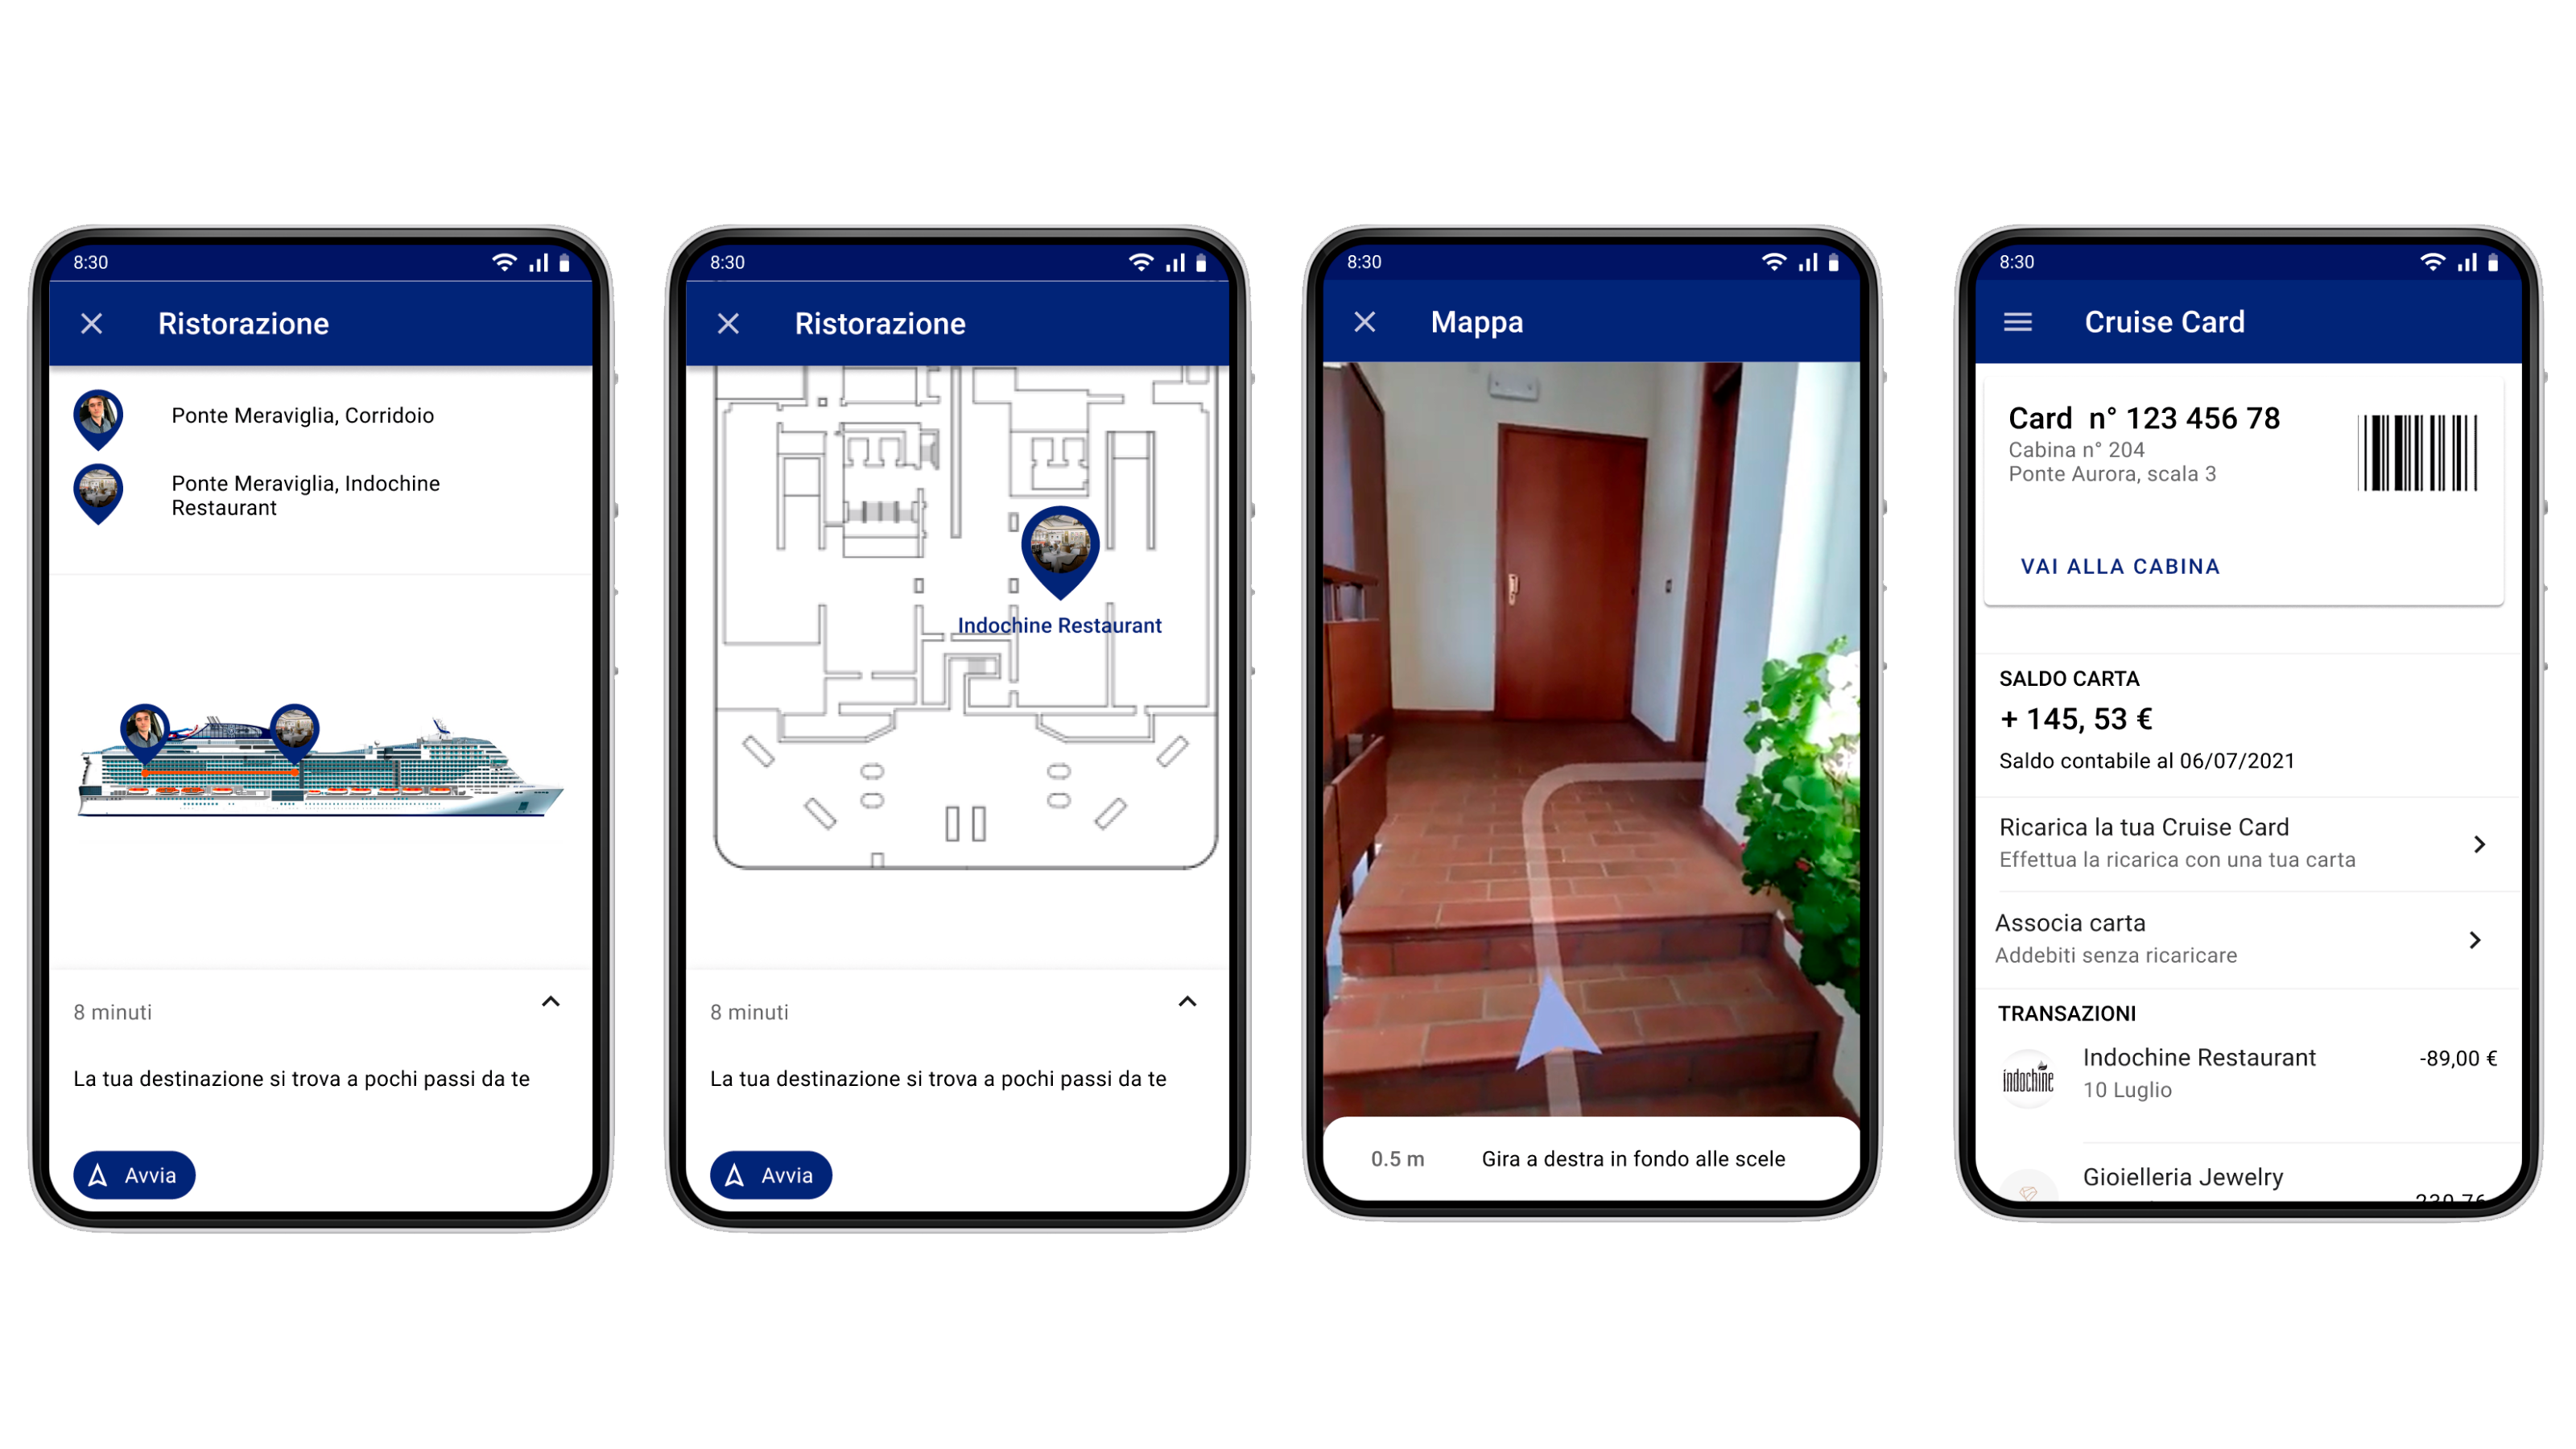 8:30
Ristorazione
Ponte Meraviglia, Corridoio
Ponte Meraviglia, Indochine
Restaurant
8 minuti
La tua destinazione si trova a pochi passi da te
Avvia
8:30
Ristorazione
Indochine Restaurant
8 minuti
La tua destinazione si trova a pochi passi da te
Avvia
8:30
Mappa
0.5 m
Gira a destra in fondo alle scele
8:30
Cruise Card
Card n° 123 456 78
Cabina n° 204
Ponte Aurora, scala 3
VAI ALLA CABINA
SALDO CARTA
+ 145, 53 €
Saldo contabile al 06/07/2021
Ricarica la tua Cruise Card
Effettua la ricarica con una tua carta
Associa carta
Addebiti senza ricaricare
TRANSAZIONI
indochine
Indochine Restaurant
-89,00 €
10 Luglio
Gioielleria Jewelry